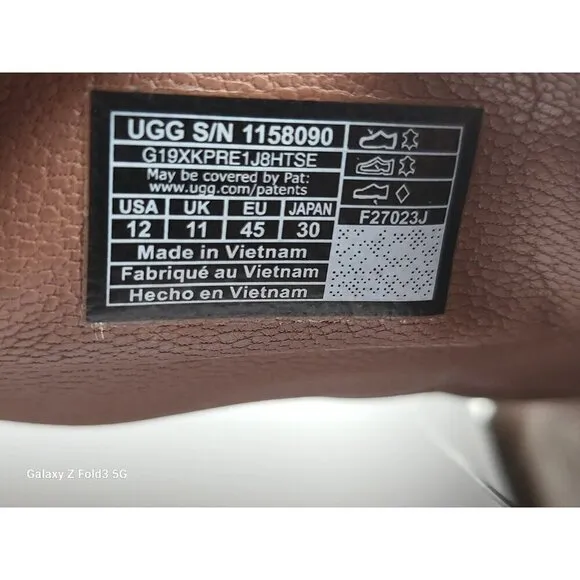 UGG S/N 1158090
G19XKPRE1J8HTSE
May be covered by Pat:
www.ugg.com/patents
USA UK EU JAPAN F27023J
12 11 45 30
Made in Vietnam
Fabriqué au Vietnam
Hecho en Vietnam
Galaxy Z Fold3 5G